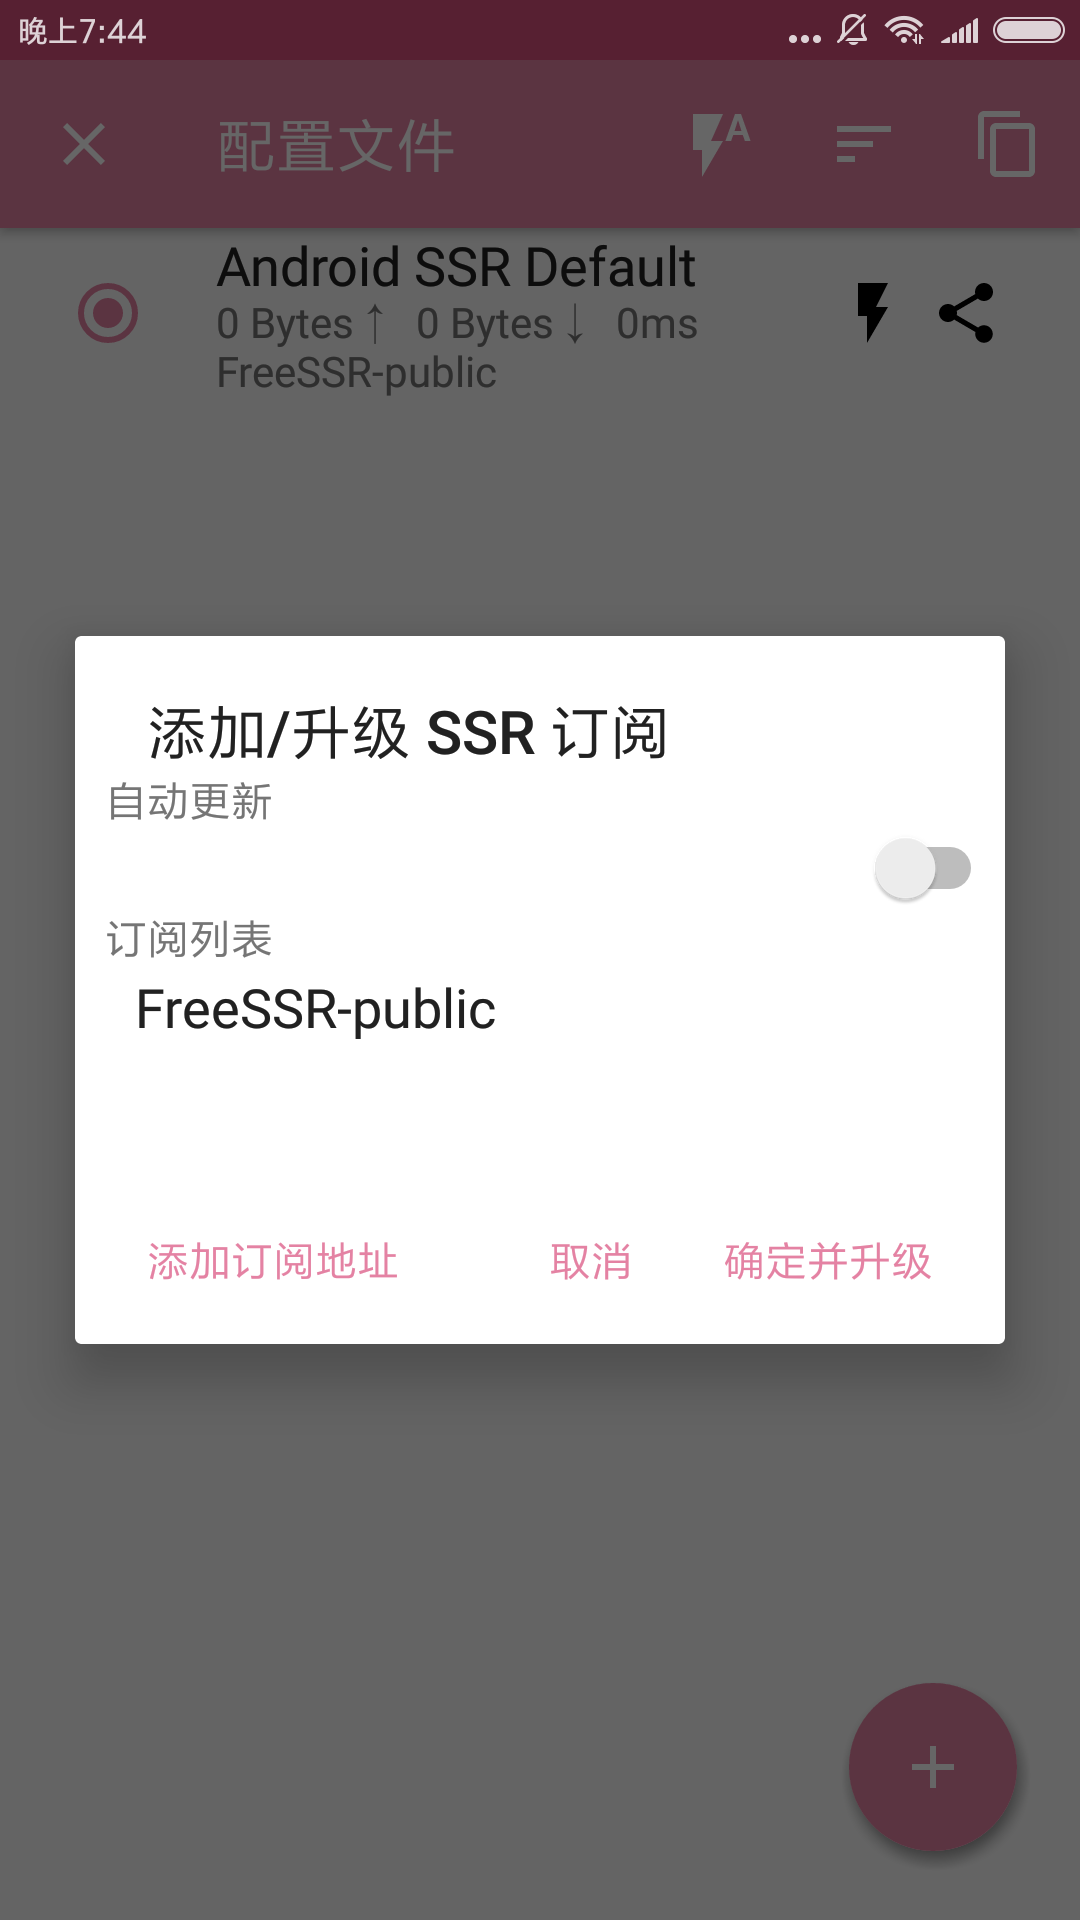 晚上7:44
配置文件
A
Android SSR Default
0 Bytes↑ 0 Bytes↓ 0ms
FreeSSR-public
添加/升级 SSR 订阅
自动更新
订阅列表
FreeSSR-public
添加订阅地址 取消 确定并升级